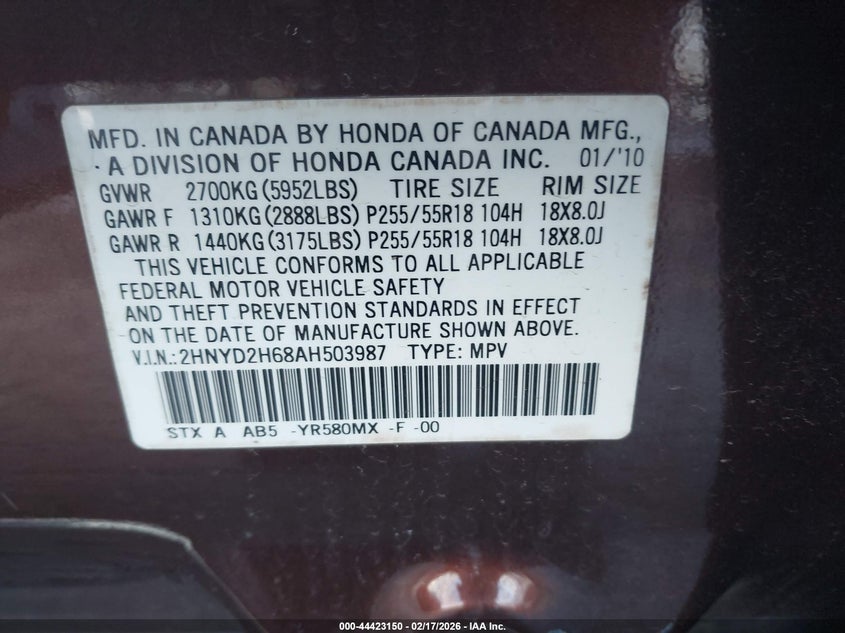 MFD. IN CANADA BY HONDA OF CANADA MFG.,
A DIVISION OF HONDA CANADA INC. 01/'10
GVWR 2700KG (5952LBS) TIRE SIZE RIM SIZE
GAWR F 1310KG (2888LBS) P255/55R18 104H 18X8.0J
GAWR R 1440KG (3175LBS) P255/55R18 104H 18X8.0J
THIS VEHICLE CONFORMS TO ALL APPLICABLE
FEDERAL MOTOR VEHICLE SAFETY
AND THEFT PREVENTION STANDARDS IN EFFECT
ON THE DATE OF MANUFACTURE SHOWN ABOVE.
V.I.N.: 2HNYD2H68AH503987 TYPE: MPV
STX A AB5 -YR580MX -F -00
000-44423150 - 02/17/2026 - IAA Inc.